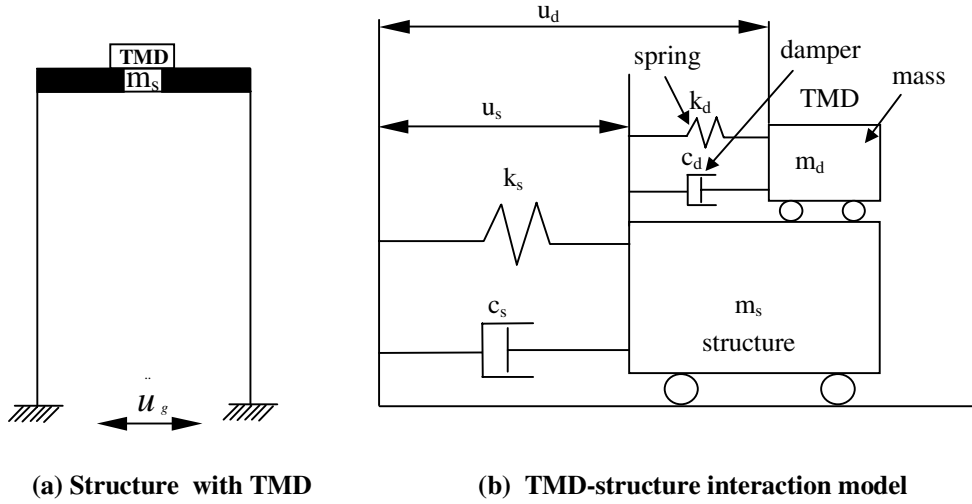 TMD
m_s
ü_g
(a) Structure with TMD
u_d
damper
spring
mass
TMD
k_d
u_s
c_d
m_d
k_s
c_s
m_s
structure
(b) TMD-structure interaction model